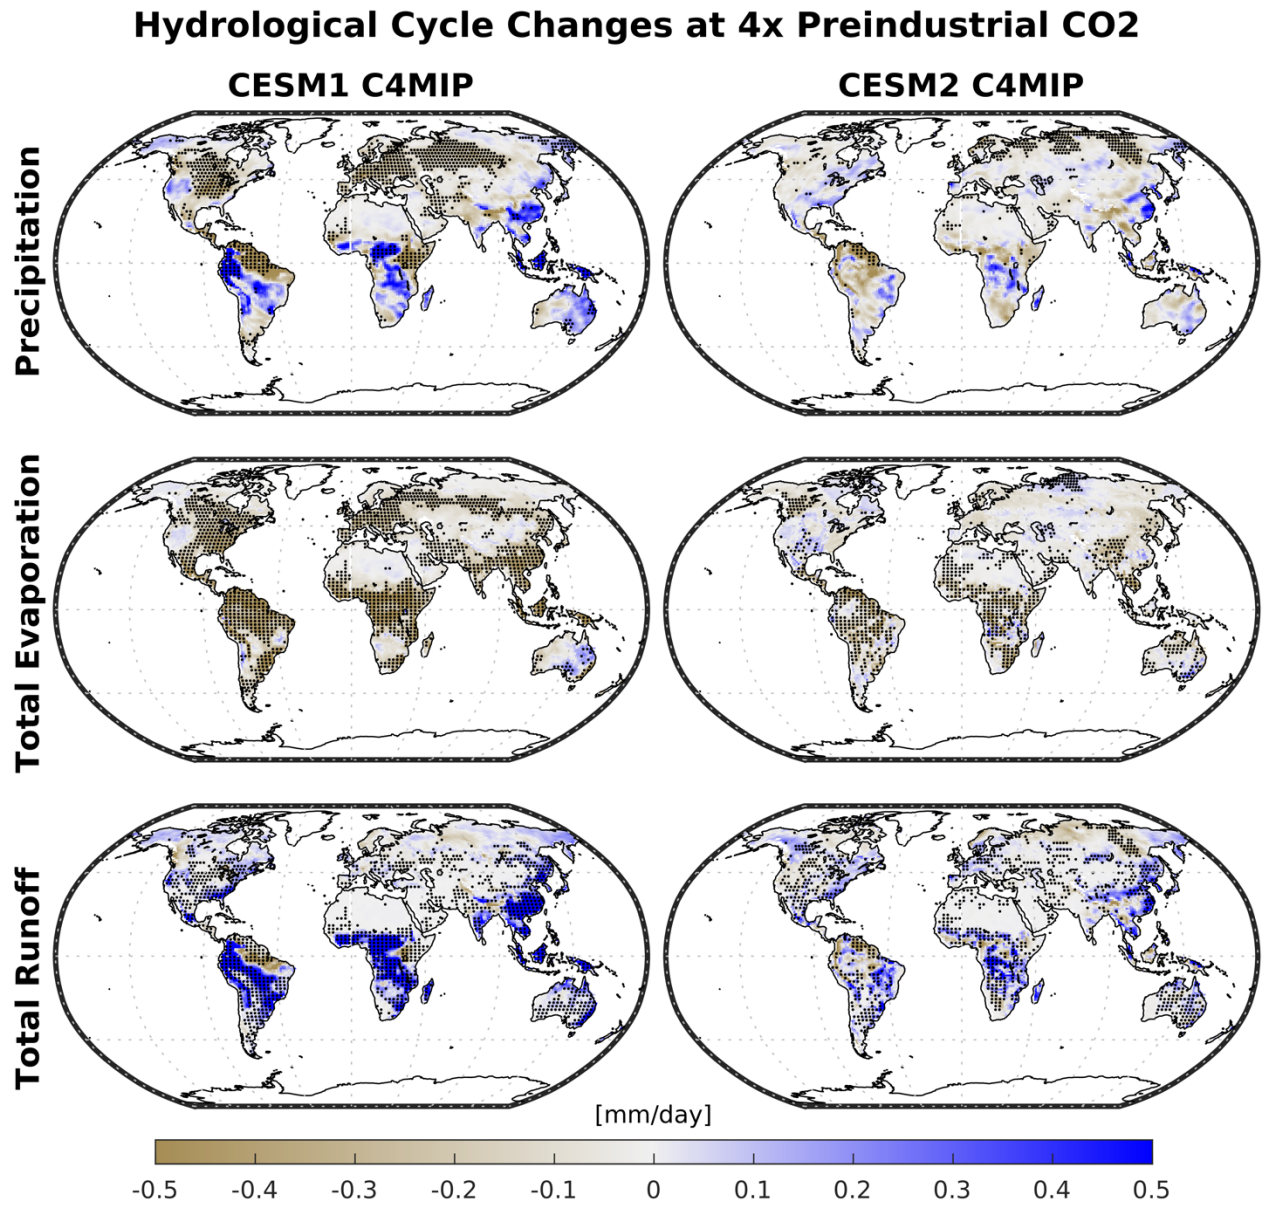 Hydrological Cycle Changes at 4x Preindustrial CO2
CESM1 C4MIP
CESM2 C4MIP
Precipitation
Total Evaporation
Total Runoff
[mm/day]
-0.5 -0.4 -0.3 -0.2 -0.1 0 0.1 0.2 0.3 0.4 0.5